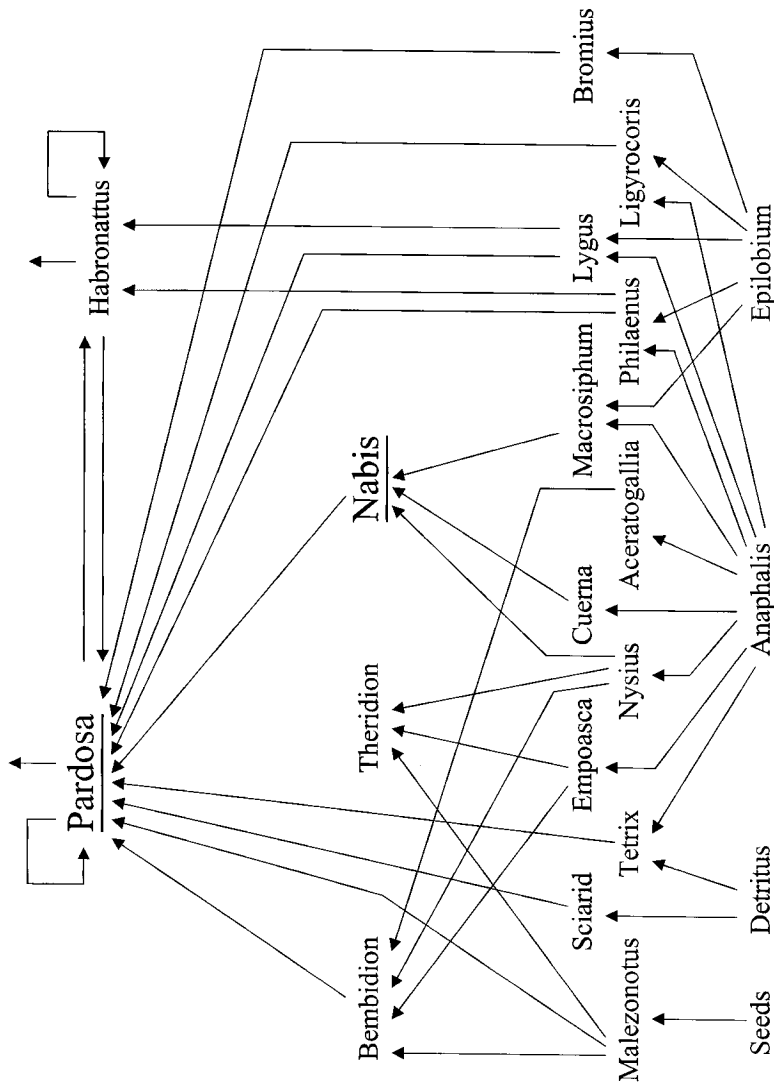 Pardosa
Habronattus
Bembidion
Theridion
Nabis
Sciarid
Empoasca
Cuerna
Macrosiphum
Lygus
Bromius
Malezonotus
Tetrix
Nysius
Aceratogallia
Philaenus
Ligyrocoris
Seeds
Detritus
Anaphalis
Epilobium